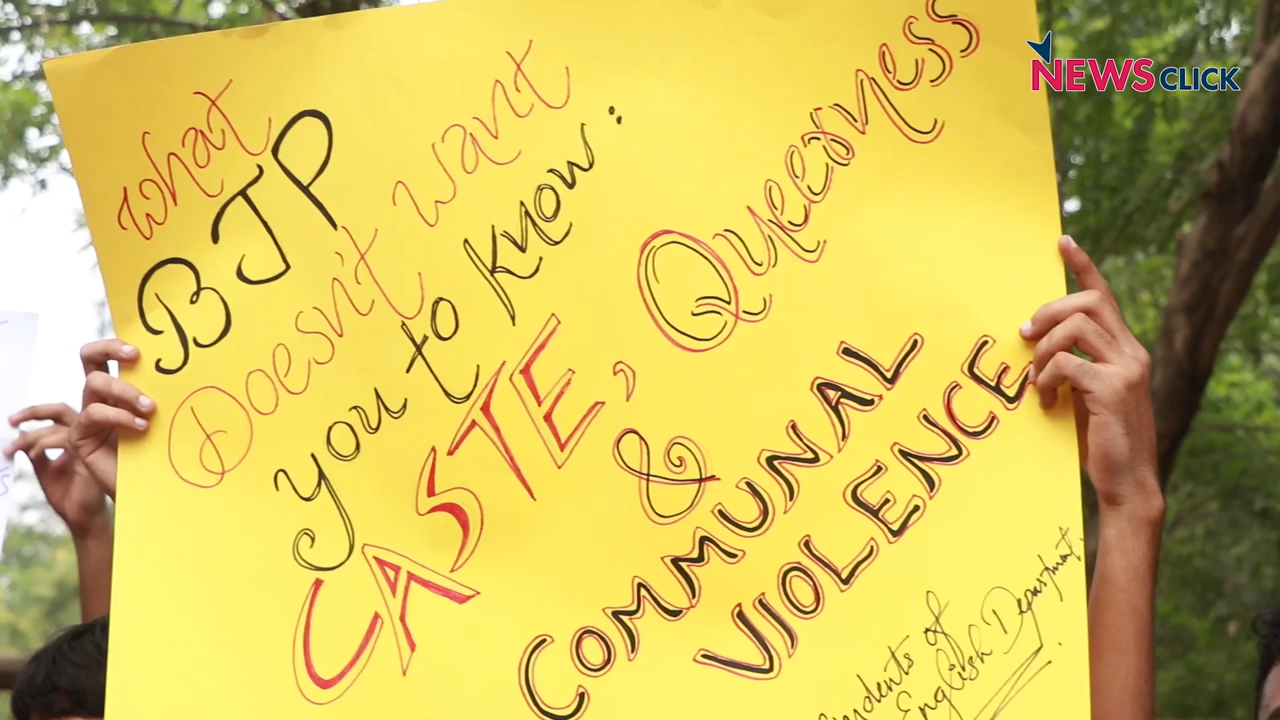 What
BJP
Doesn't want
you to know:
CASTE, Queerness
&
COMMUNAL
VIOLENCE
Students of
English Department.
NEWSCLICK